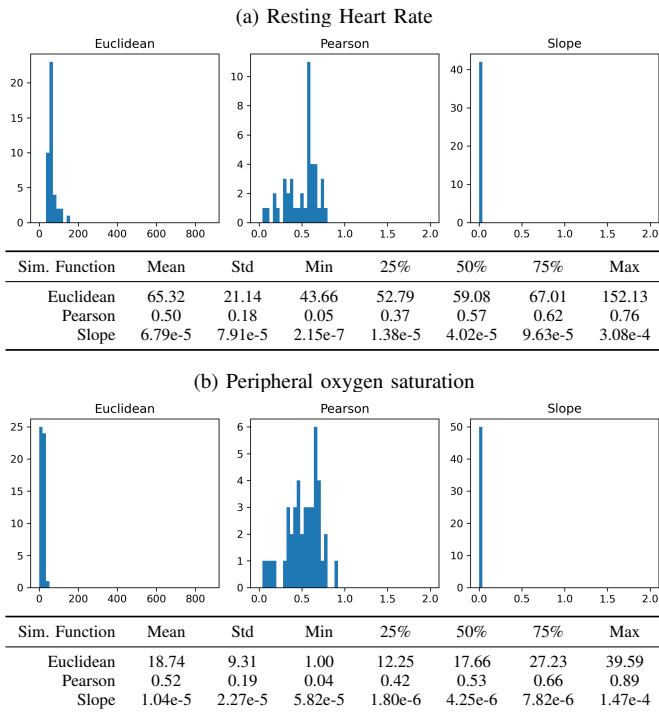 (a) Resting Heart Rate
Euclidean Pearson Slope
20
15
10
5
0
0 200 400 600 800
10
8
6
4
2
0
0.0 0.5 1.0 1.5 2.0
40
30
20
10
0
0.0 0.5 1.0 1.5 2.0
Sim. Function Mean Std Min 25% 50% 75% Max
Euclidean 65.32 21.14 43.66 52.79 59.08 67.01 152.13
Pearson 0.50 0.18 0.05 0.37 0.57 0.62 0.76
Slope 6.79e-5 7.91e-5 2.15e-7 1.38e-5 4.02e-5 9.63e-5 3.08e-4
(b) Peripheral oxygen saturation
Euclidean Pearson Slope
25
20
15
10
5
0
0 200 400 600 800
6
5
4
3
2
1
0
0.0 0.5 1.0 1.5 2.0
50
40
30
20
10
0
0.0 0.5 1.0 1.5 2.0
Sim. Function Mean Std Min 25% 50% 75% Max
Euclidean 18.74 9.31 1.00 12.25 17.66 27.23 39.59
Pearson 0.52 0.19 0.04 0.42 0.53 0.66 0.89
Slope 1.04e-5 2.27e-5 5.82e-5 1.80e-6 4.25e-6 7.82e-6 1.47e-4